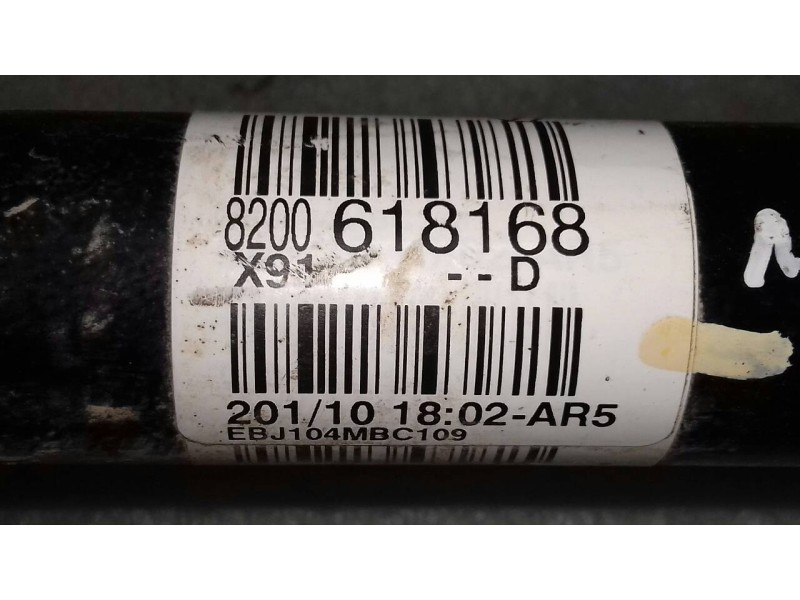 8200 618168
X91 - - D
201/10 18:02-AR5
EBJ104MBC109